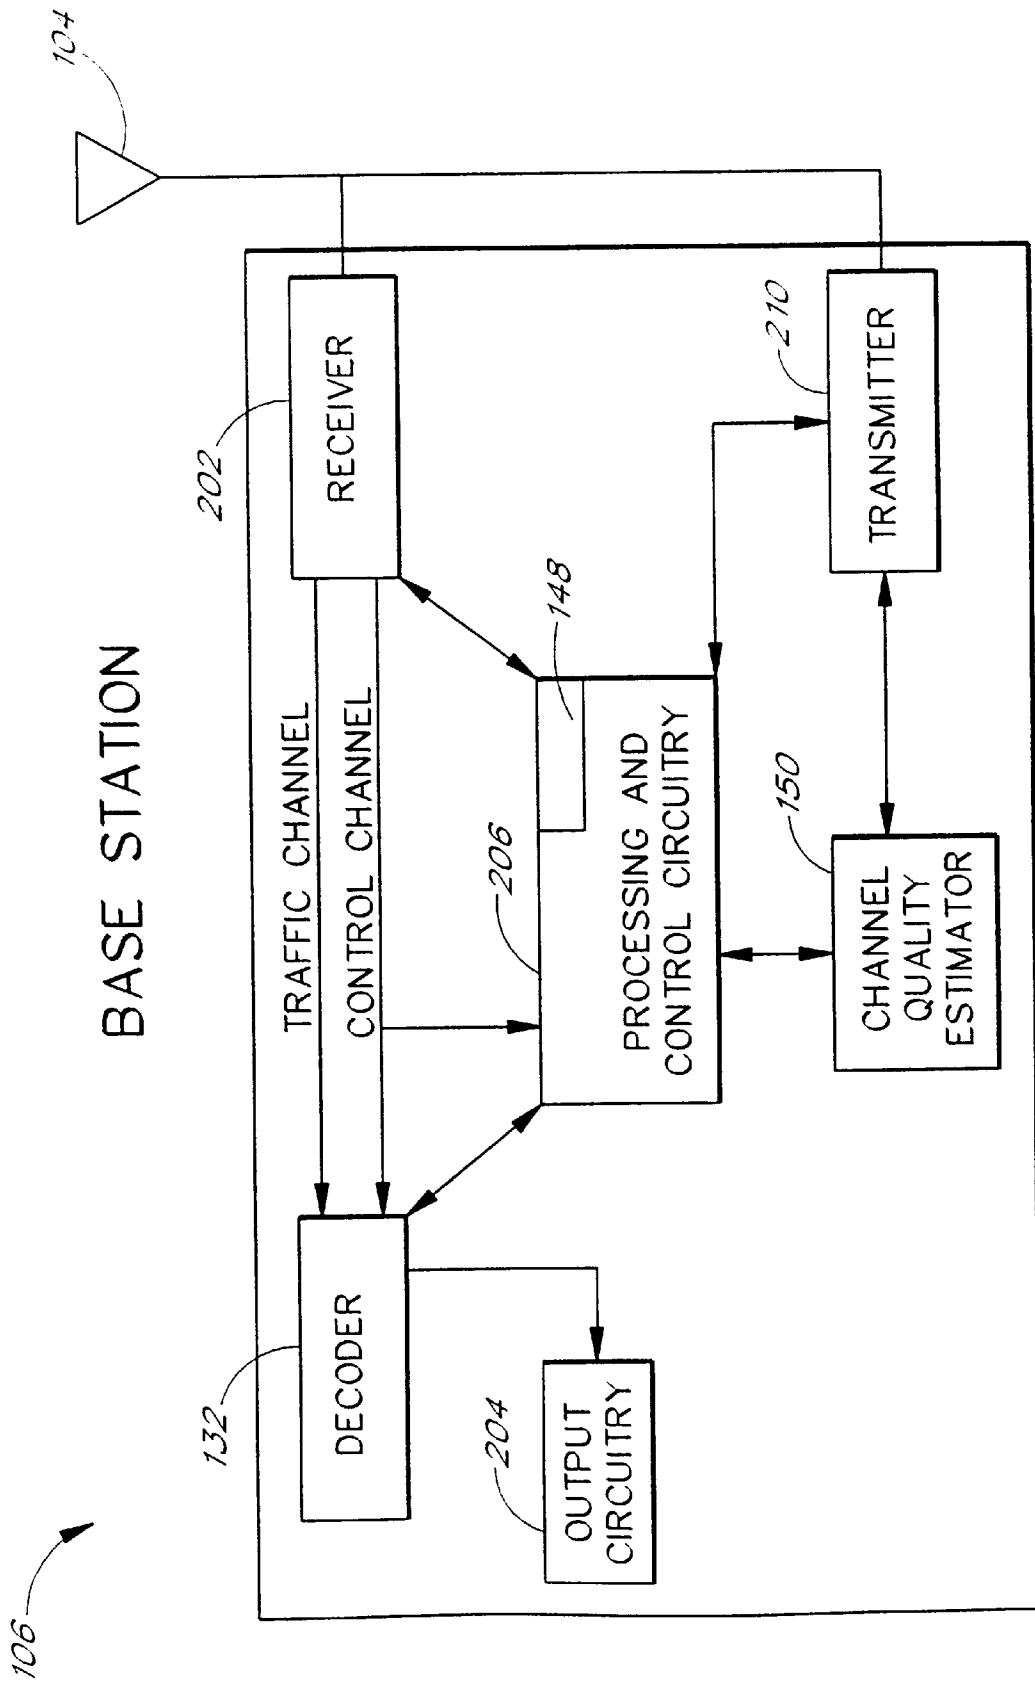 BASE STATION
106
104
132
DECODER
TRAFFIC CHANNEL
CONTROL CHANNEL
202
RECEIVER
204
OUTPUT
CIRCUITRY
206
148
PROCESSING AND
CONTROL CIRCUITRY
150
CHANNEL
QUALITY
ESTIMATOR
210
TRANSMITTER